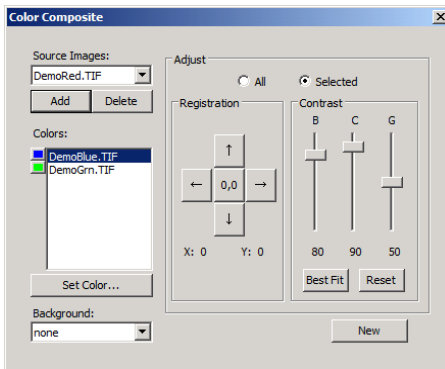 Color Composite
Source Images:
DemoRed.TIF
Add Delete
Colors:
DemoBlue.TIF
DemoGrn.TIF
Set Color...
Background:
none
Adjust
All Selected
Registration
↑
← 0,0 →
↓
X: 0 Y: 0
Contrast
B C G
80 90 50
Best Fit Reset
New